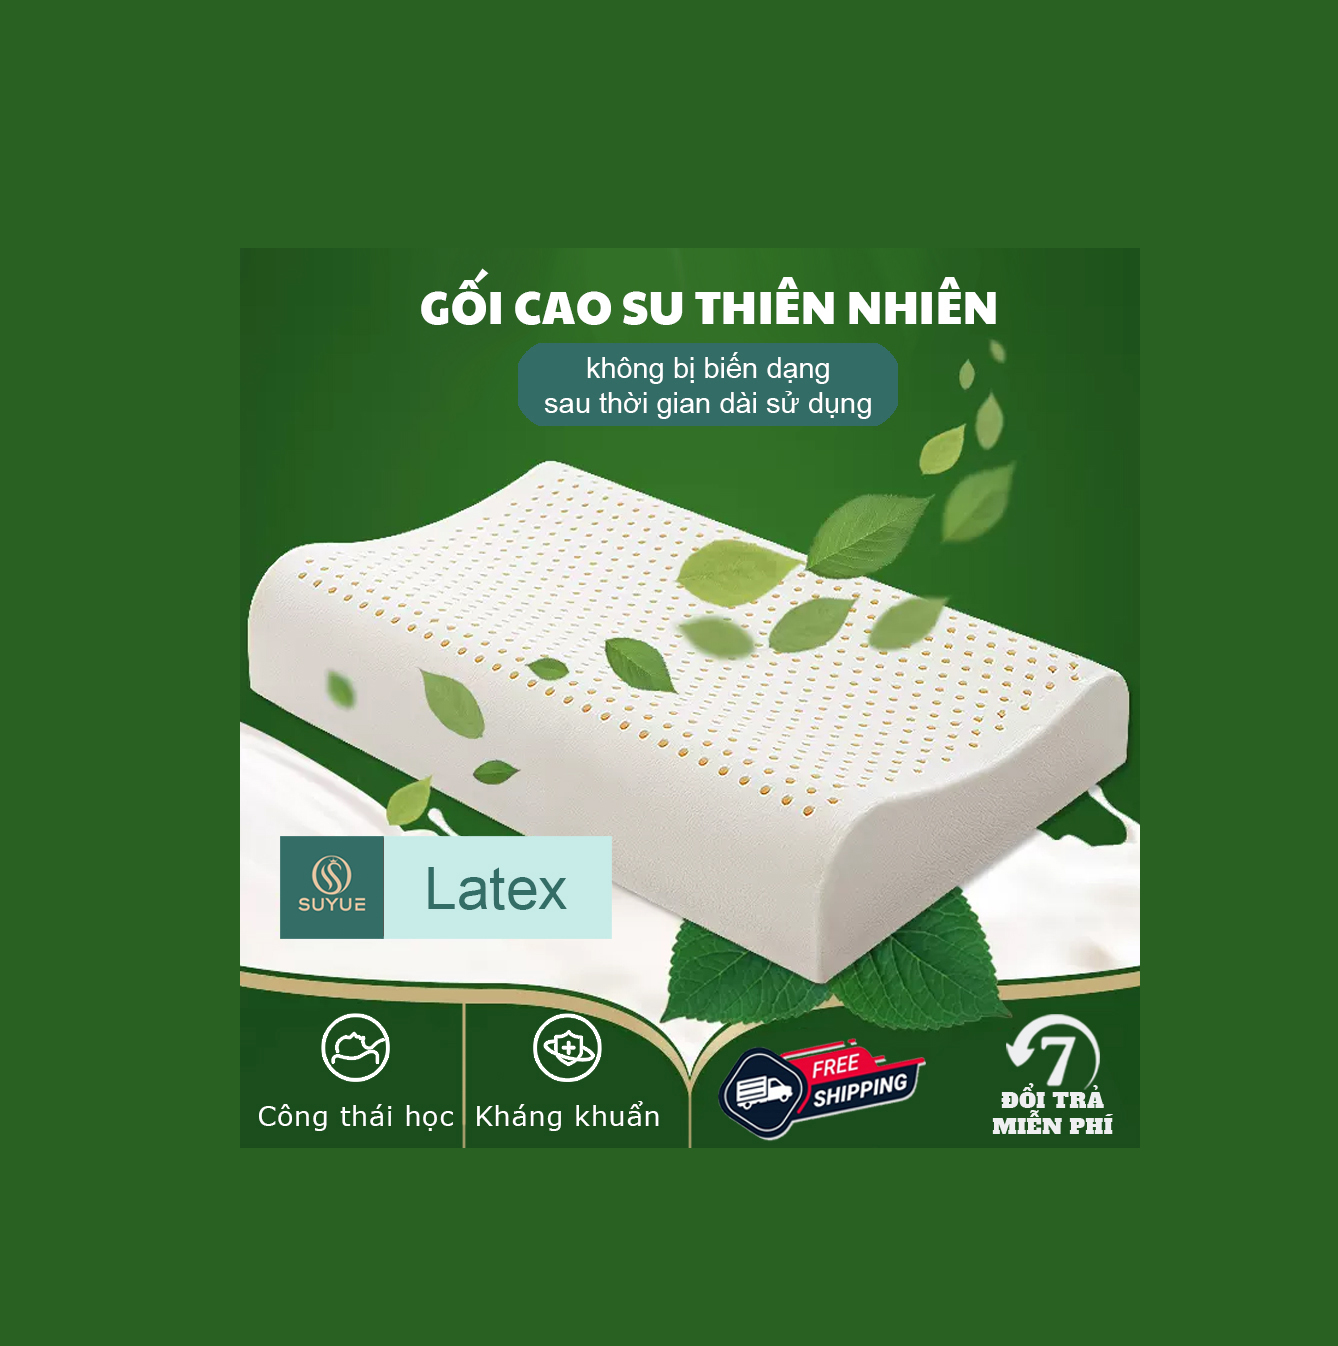 GỐI CAO SU THIÊN NHIÊN
không bị biến dạng
sau thời gian dài sử dụng
SUYUE
Latex
Công thái học
Kháng khuẩn
FREE
SHIPPING
7
ĐỔI TRẢ
MIỄN PHÍ